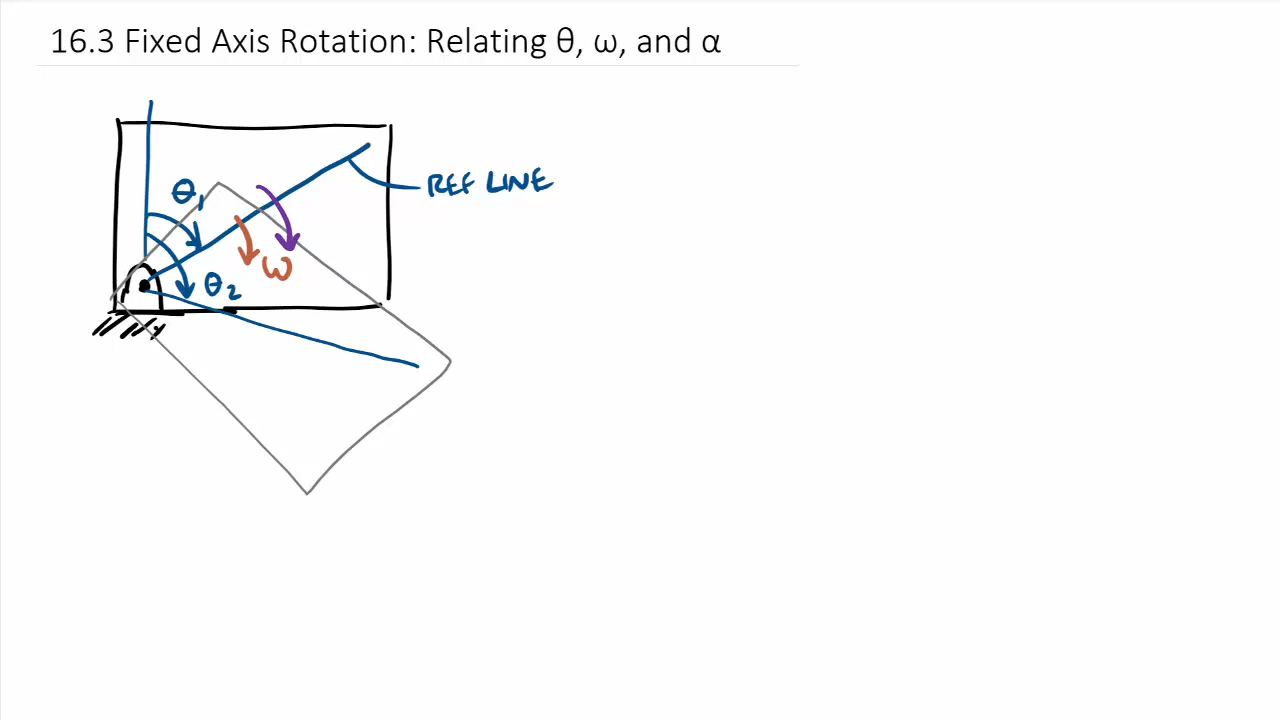 16.3 Fixed Axis Rotation: Relating θ, ω, and α
REF LINE
θ₁
ω
θ₂